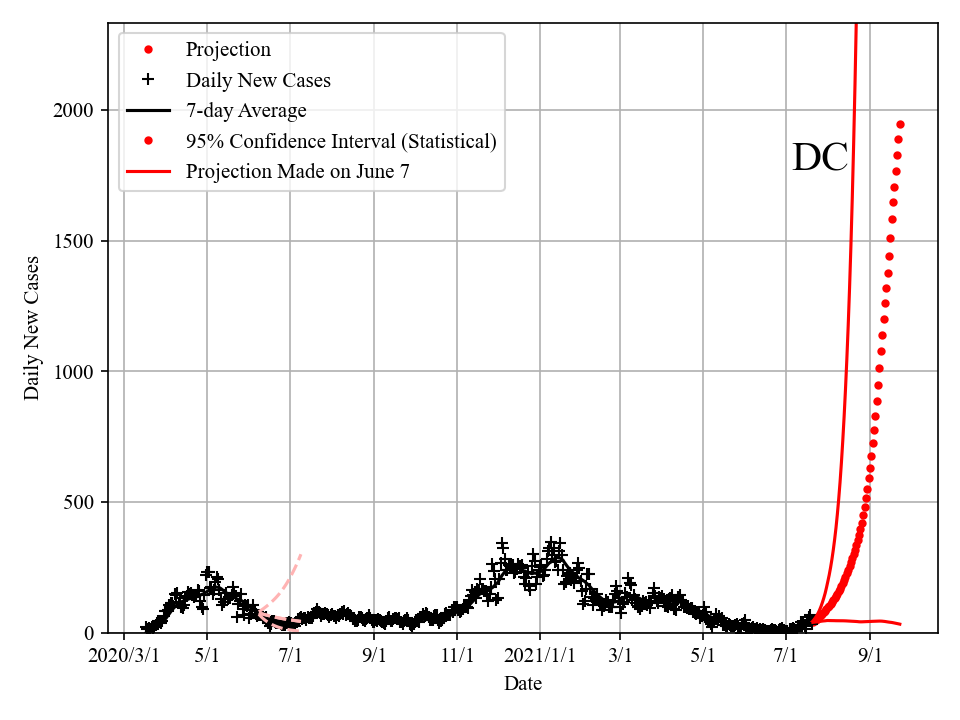 Projection
Daily New Cases
7-day Average
95% Confidence Interval (Statistical)
Projection Made on June 7
DC
Daily New Cases
2000
1500
1000
500
0
2020/3/1 5/1 7/1 9/1 11/1 2021/1/1 3/1 5/1 7/1 9/1
Date